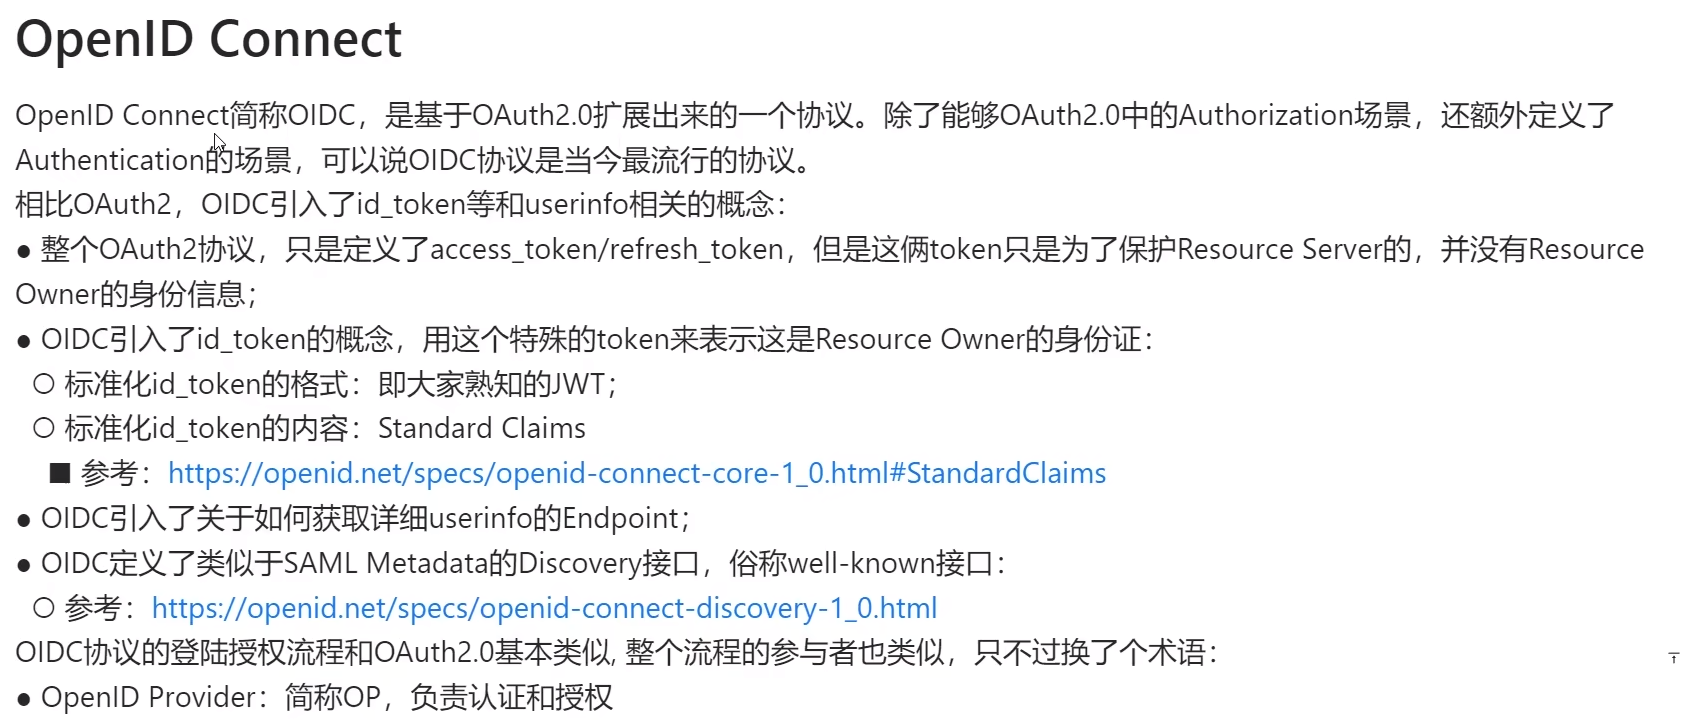 OpenID Connect
OpenID Connect简称OIDC，是基于OAuth2.0扩展出来的一个协议。除了能够OAuth2.0中的Authorization场景，还额外定义了
Authentication的场景，可以说OIDC协议是当今最流行的协议。
相比OAuth2，OIDC引入了id_token等和userinfo相关的概念：
● 整个OAuth2协议，只是定义了access_token/refresh_token，但是这俩token只是为了保护Resource Server的，并没有Resource
Owner的身份信息；
● OIDC引入了id_token的概念，用这个特殊的token来表示这是Resource Owner的身份证：
○ 标准化id_token的格式：即大家熟知的JWT；
○ 标准化id_token的内容：Standard Claims
■ 参考：https://openid.net/specs/openid-connect-core-1_0.html#StandardClaims
● OIDC引入了关于如何获取详细userinfo的Endpoint；
● OIDC定义了类似于SAML Metadata的Discovery接口，俗称well-known接口：
○ 参考：https://openid.net/specs/openid-connect-discovery-1_0.html
OIDC协议的登陆授权流程和OAuth2.0基本类似, 整个流程的参与者也类似，只不过换了个术语：
● OpenID Provider：简称OP，负责认证和授权